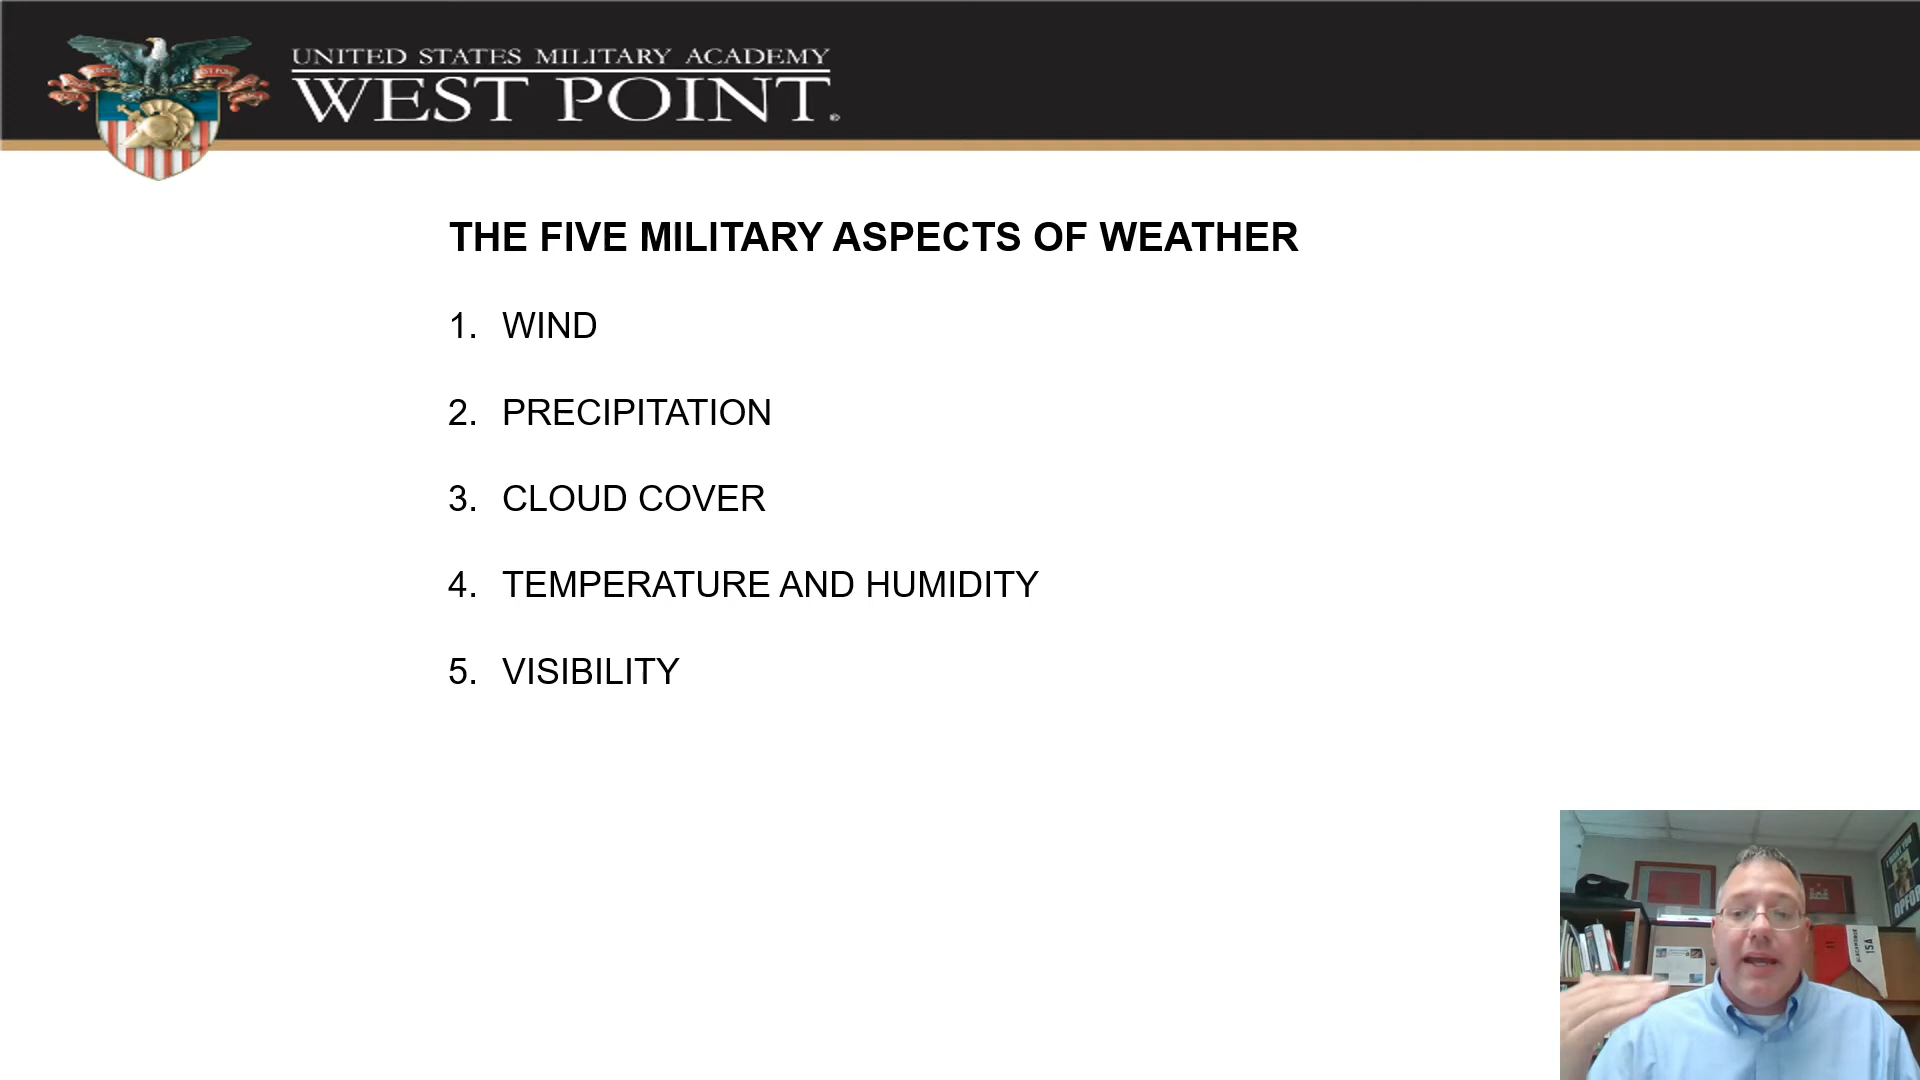 UNITED STATES MILITARY ACADEMY
WEST POINT
THE FIVE MILITARY ASPECTS OF WEATHER
1. WIND
2. PRECIPITATION
3. CLOUD COVER
4. TEMPERATURE AND HUMIDITY
5. VISIBILITY
OPFOR